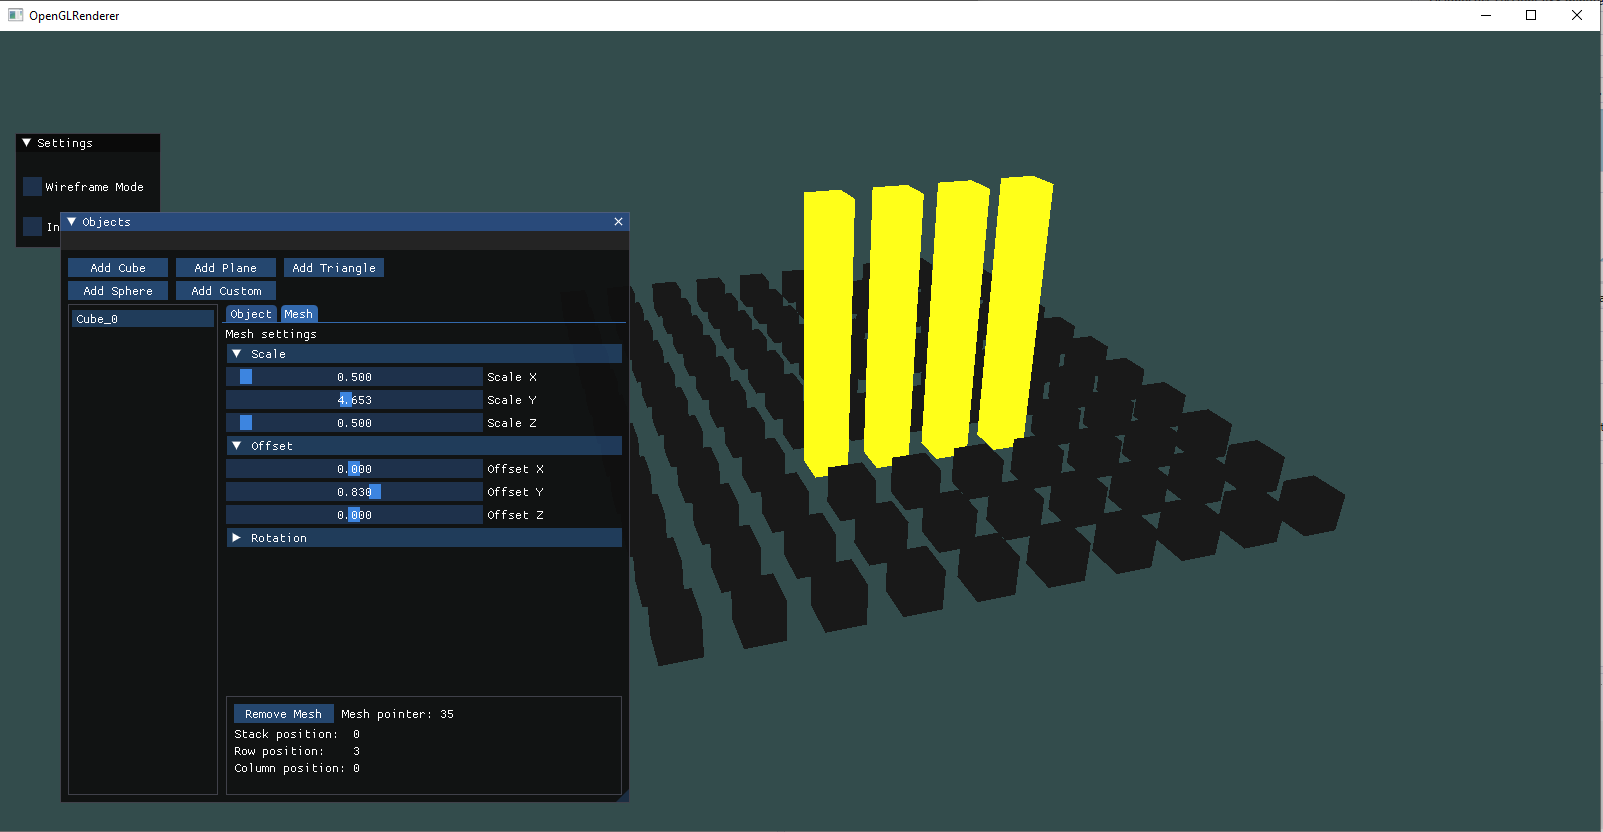 OpenGLRenderer
Settings
Wireframe Mode
In
Objects
Add Cube Add Plane Add Triangle
Add Sphere Add Custom
Cube_0
Object Mesh
Mesh settings
Scale
0.500 Scale X
4.653 Scale Y
0.500 Scale Z
Offset
0.000 Offset X
0.830 Offset Y
0.000 Offset Z
Rotation
Remove Mesh Mesh pointer: 35
Stack position: 0
Row position: 3
Column position: 0